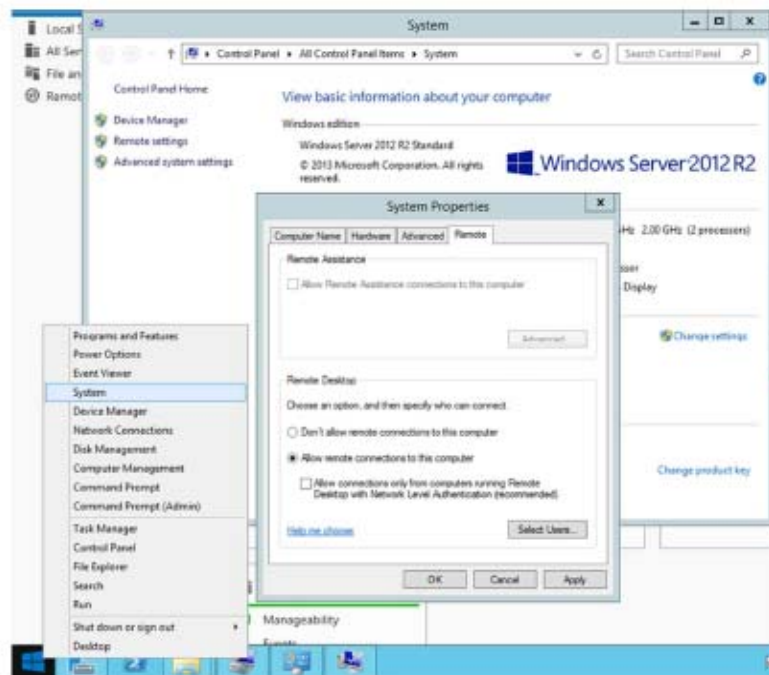 Local S
All Ser
File an
Remot
System
Control Panel ▸ All Control Panel Items ▸ System
Search Control Panel
Control Panel Home
Device Manager
Remote settings
Advanced system settings
View basic information about your computer
Windows edition
Windows Server 2012 R2 Standard
© 2013 Microsoft Corporation. All rights
reserved.
Windows Server 2012 R2
Hz 2.00 GHz (2 processors)
Display
Change settings
Change product key
System Properties
Computer Name Hardware Advanced Remote
Remote Assistance
Allow Remote Assistance connections to this computer
Advanced...
Remote Desktop
Choose an option, and then specify who can connect.
Don't allow remote connections to this computer
Allow remote connections to this computer
Allow connections only from computers running Remote
Desktop with Network Level Authentication (recommended)
Help me choose
Select Users...
OK Cancel Apply
Programs and Features
Power Options
Event Viewer
System
Device Manager
Network Connections
Disk Management
Computer Management
Command Prompt
Command Prompt (Admin)
Task Manager
Control Panel
File Explorer
Search
Run
Shut down or sign out
Desktop
Manageability
Events